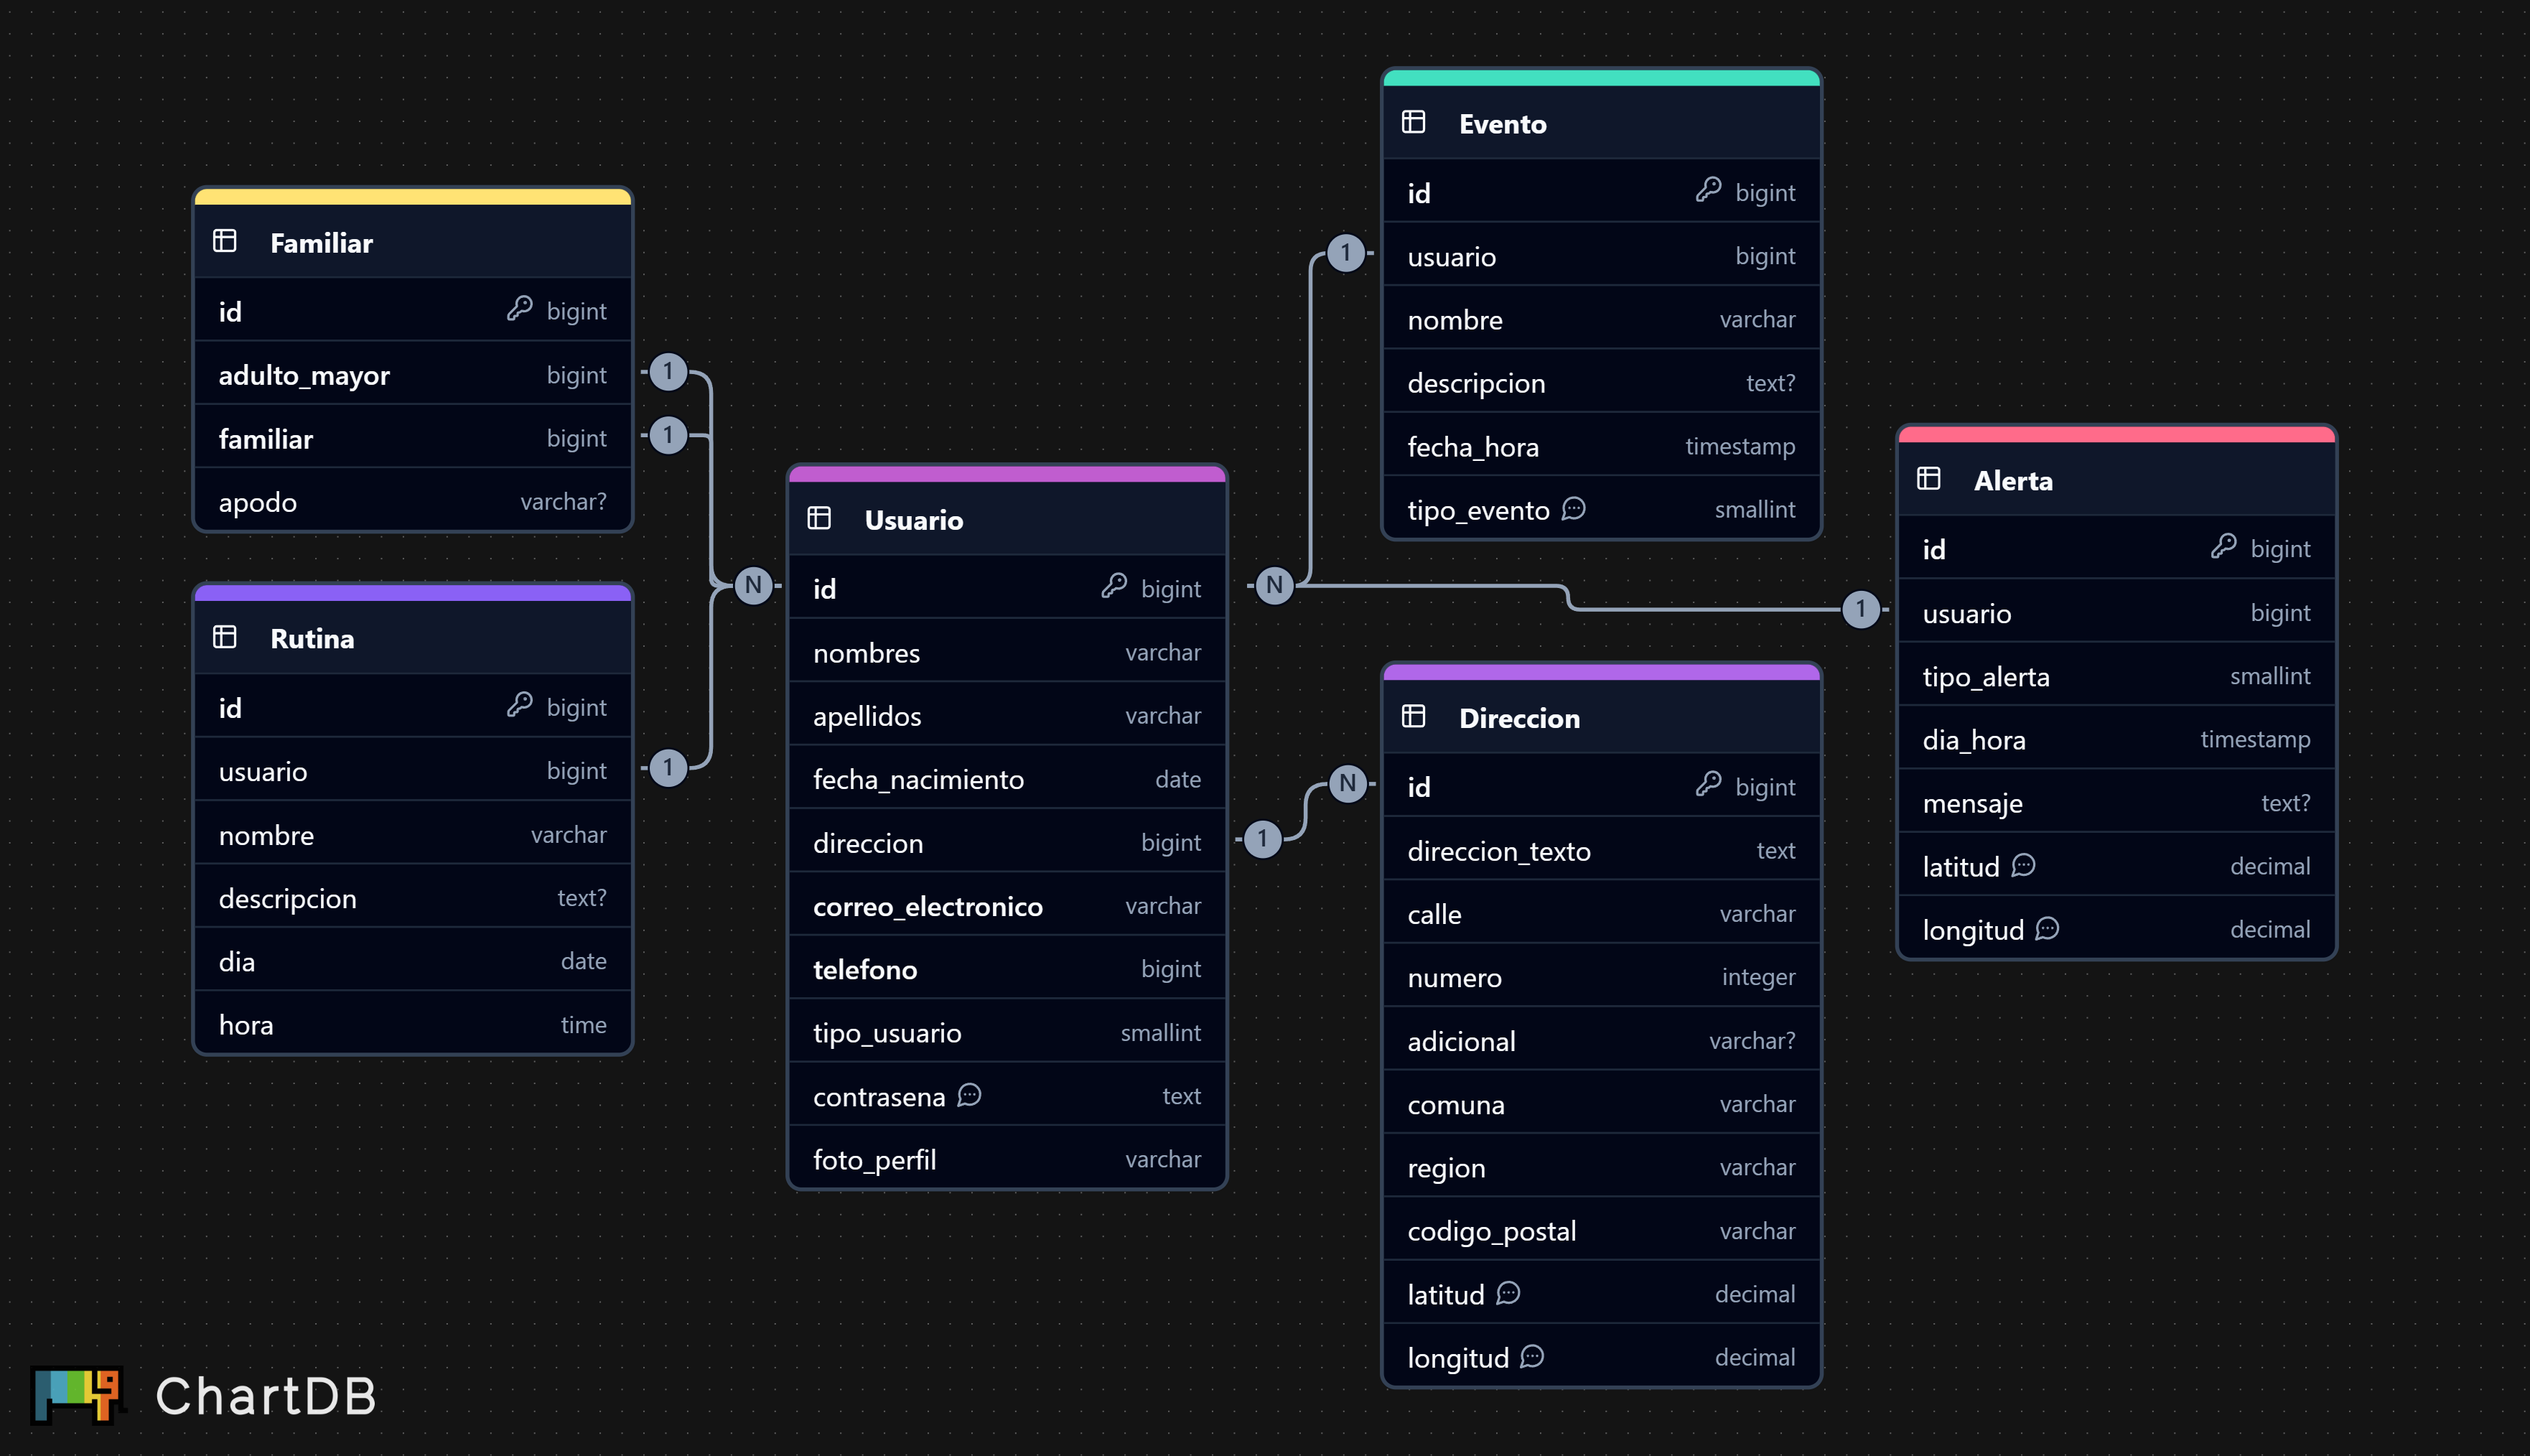 Familiar
id bigint
adulto_mayor bigint
familiar bigint
apodo varchar?
1
1
Rutina
id bigint
usuario bigint
nombre varchar
descripcion text?
dia date
hora time
1
N
Usuario
id bigint
nombres varchar
apellidos varchar
fecha_nacimiento date
direccion bigint
correo_electronico varchar
telefono bigint
tipo_usuario smallint
contrasena text
foto_perfil varchar
N
1
1
1
N
Evento
id bigint
usuario bigint
nombre varchar
descripcion text?
fecha_hora timestamp
tipo_evento smallint
Direccion
id bigint
direccion_texto text
calle varchar
numero integer
adicional varchar?
comuna varchar
region varchar
codigo_postal varchar
latitud decimal
longitud decimal
Alerta
id bigint
usuario bigint
tipo_alerta smallint
dia_hora timestamp
mensaje text?
latitud decimal
longitud decimal
ChartDB